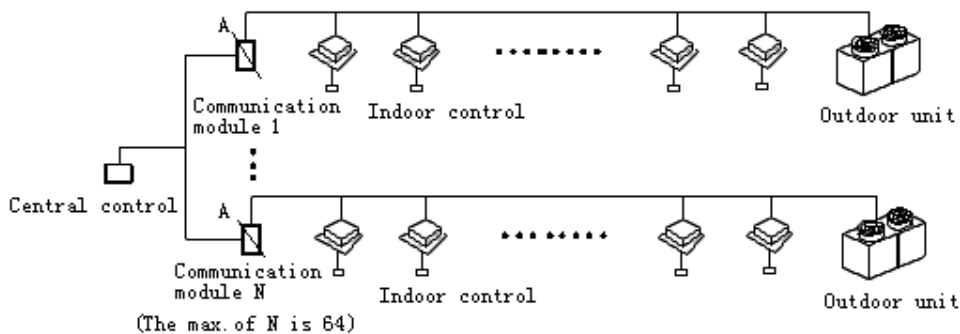 A
Communication
module 1
Indoor control
Outdoor unit
Central control
A
Communication
module N
Indoor control
Outdoor unit
(The max.of N is 64)